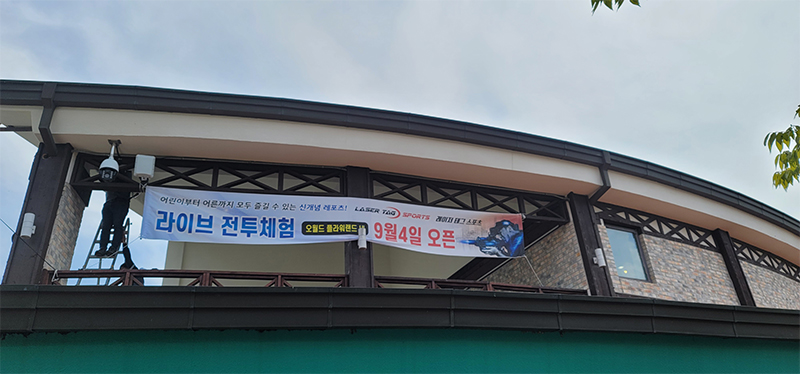 어린이부터 어른까지 모두 즐길 수 있는 신개념 레포츠!
라이브 전투체험 오월드 플라워랜드
LASER TAG SPORTS 레이저 태그 스포츠
9월4일 오픈